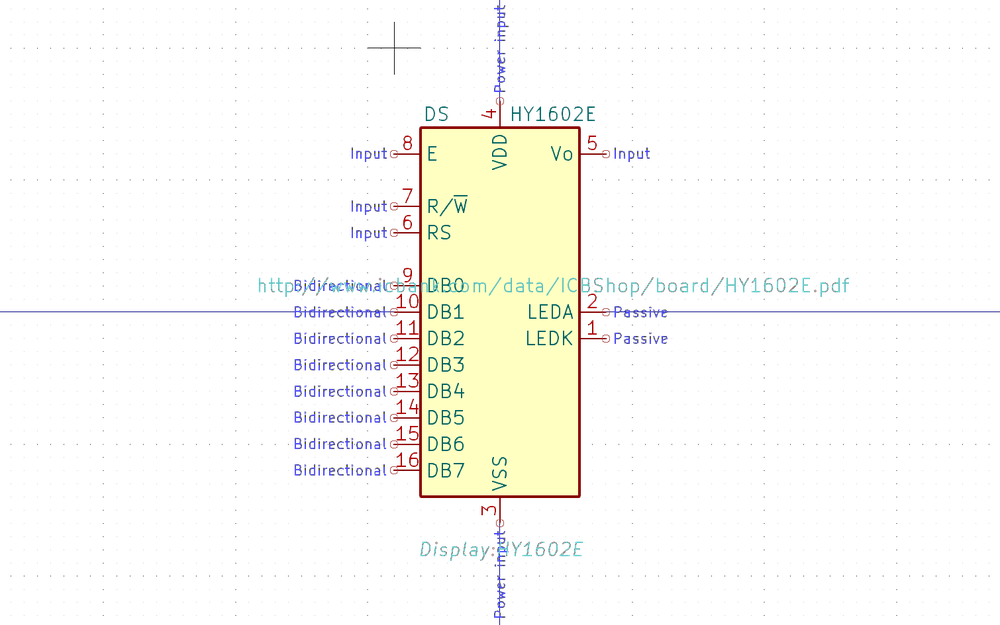 Power input
4
DS HY1602E
VDD
Input 8 E
Vo 5 Input
Input 7 R/W
Input 6 RS
Bidirectional 9 DB0
http://www.icbank.com/data/ICBShop/board/HY1602E.pdf
Bidirectional 10 DB1
LEDA 2 Passive
Bidirectional 11 DB2
LEDK 1 Passive
Bidirectional 12 DB3
Bidirectional 13 DB4
Bidirectional 14 DB5
Bidirectional 15 DB6
Bidirectional 16 DB7
VSS
3
Display:HY1602E
Power input